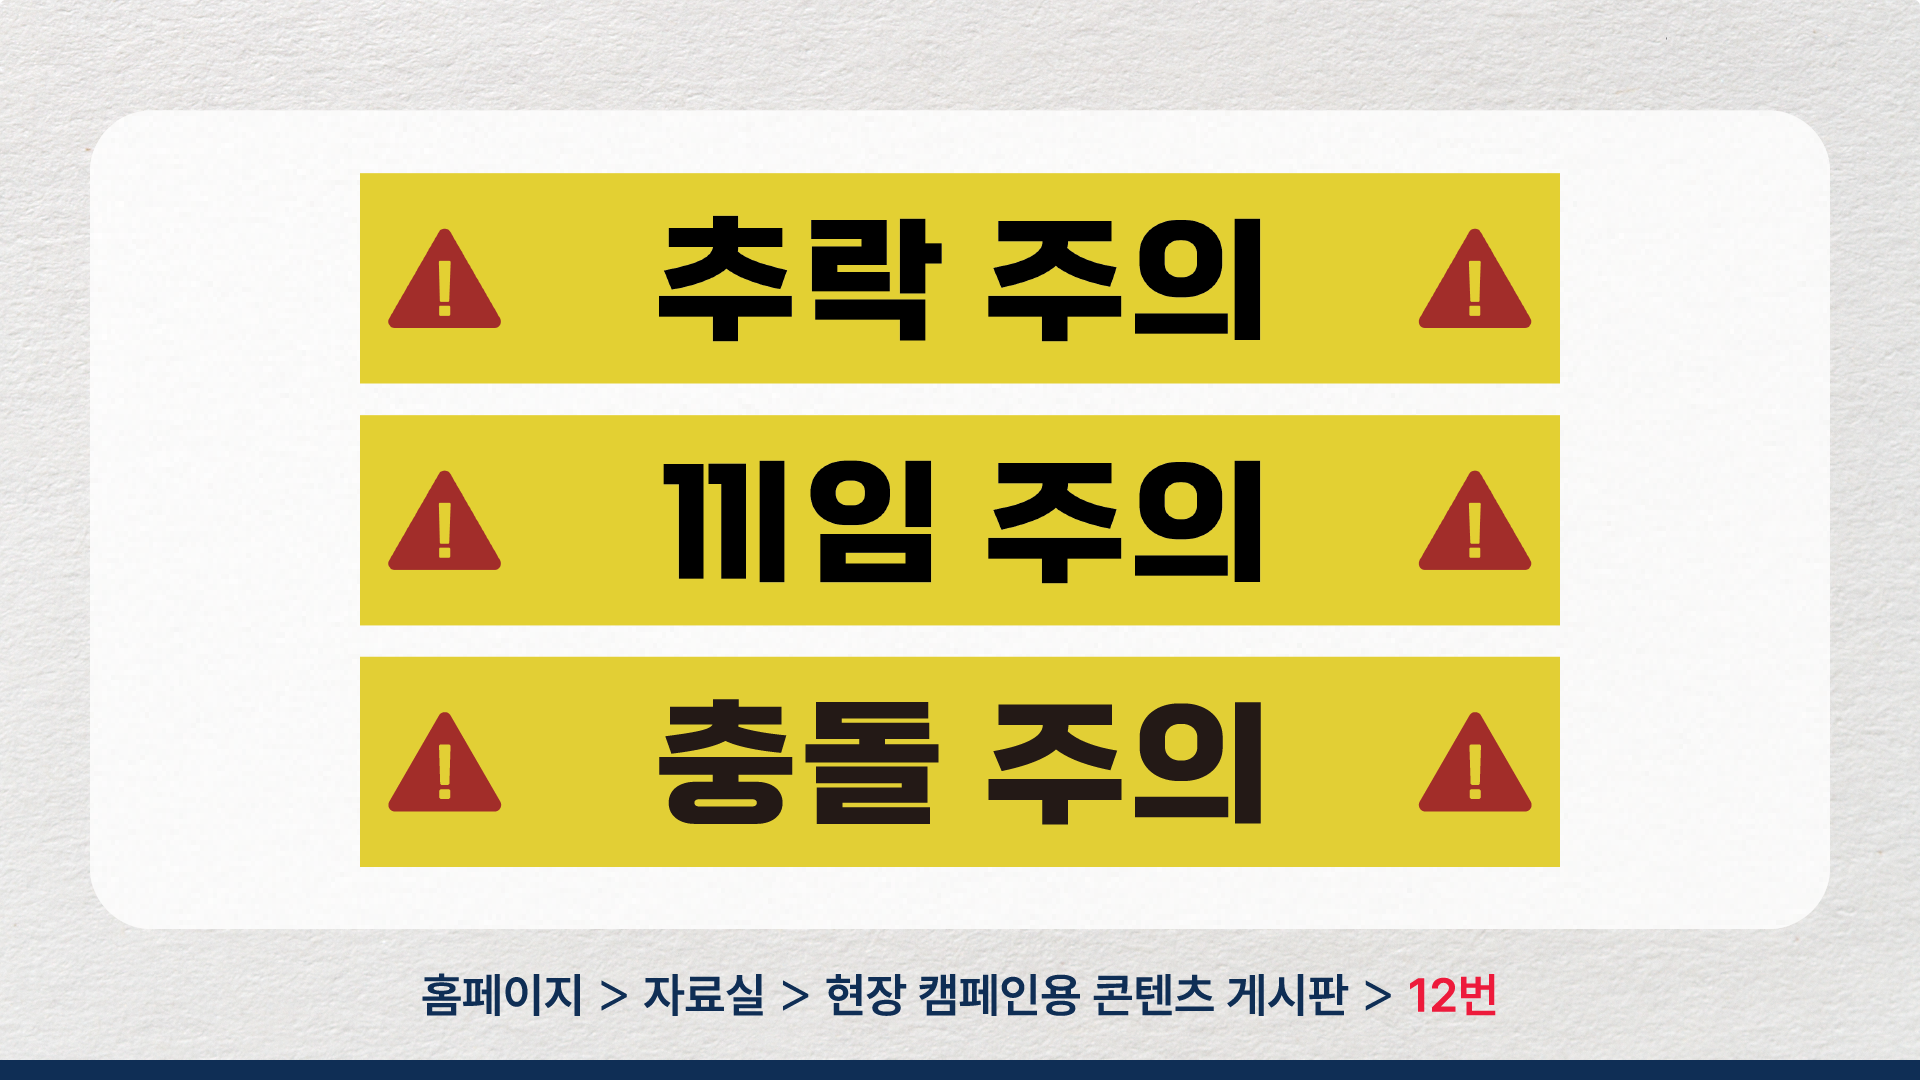 추락 주의
끼임 주의
충돌 주의
홈페이지 > 자료실 > 현장 캠페인용 콘텐츠 게시판 > 12번